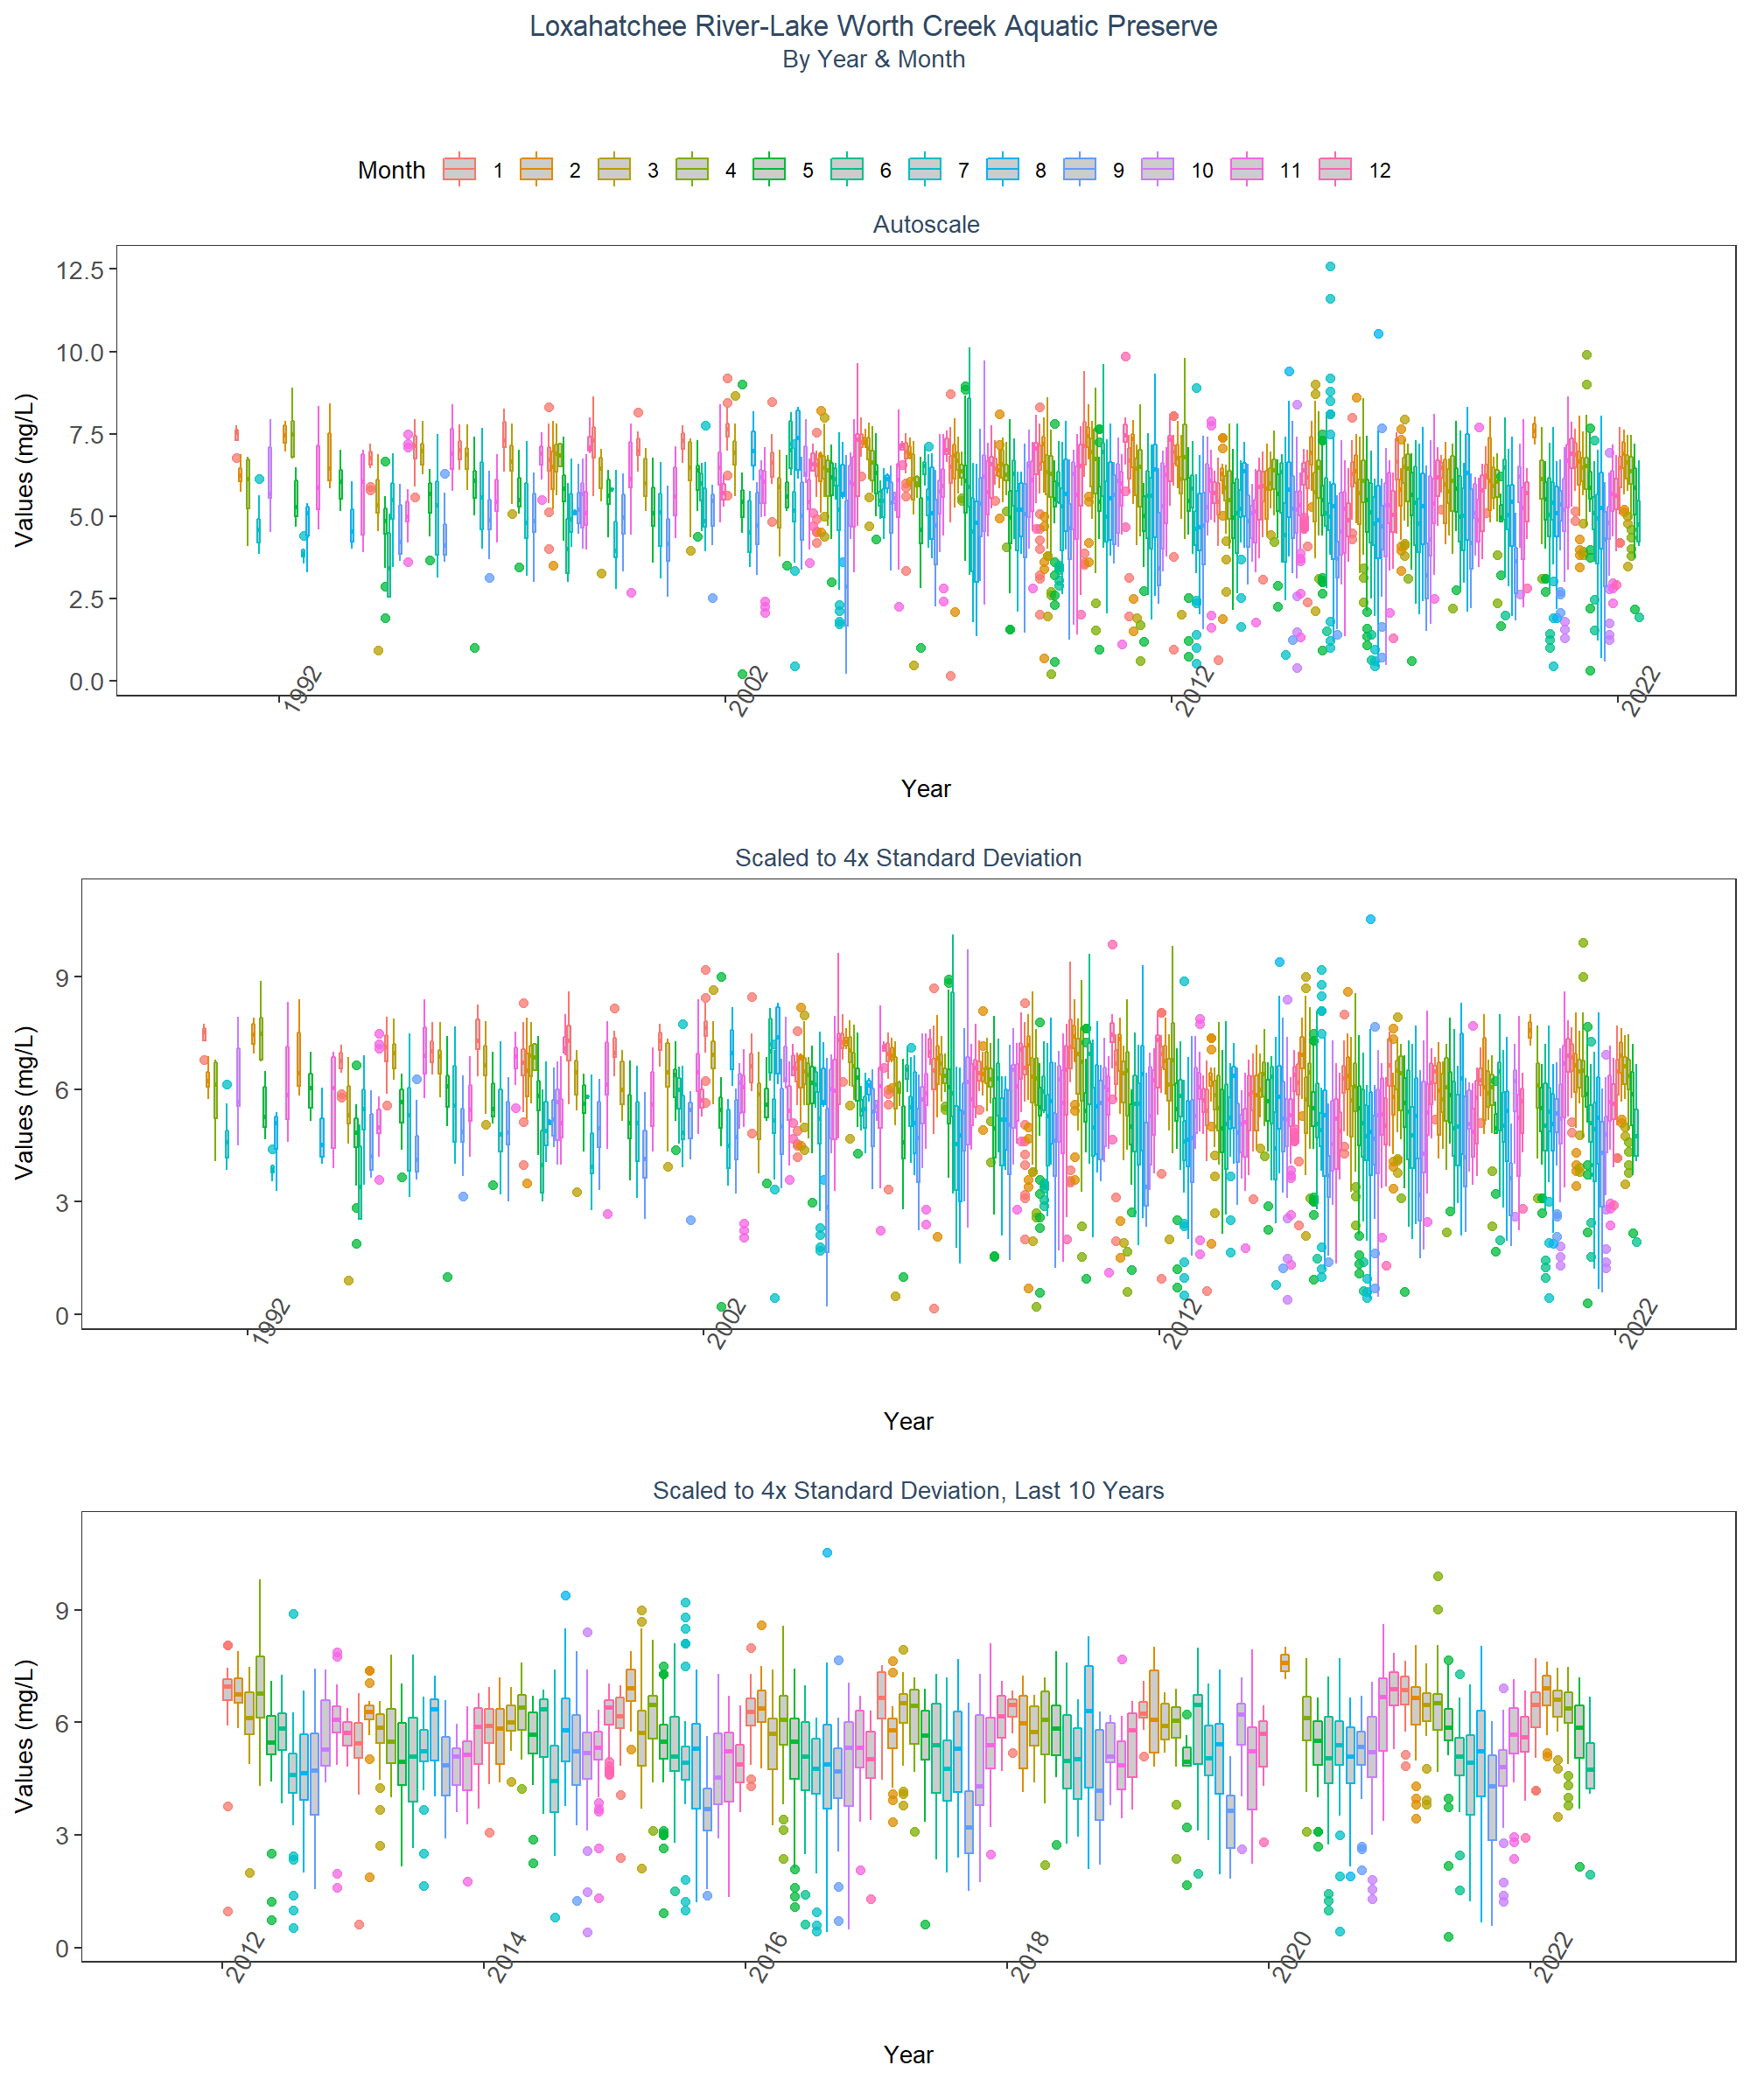 Loxahatchee River-Lake Worth Creek Aquatic Preserve
By Year & Month
Month 1 2 3 4 5 6 7 8 9 10 11 12
Autoscale
Values (mg/L)
12.5
10.0
7.5
5.0
2.5
0.0
1992 2002 2012 2022
Year
Scaled to 4x Standard Deviation
Values (mg/L)
9
6
3
0
1992 2002 2012 2022
Year
Scaled to 4x Standard Deviation, Last 10 Years
Values (mg/L)
9
6
3
0
2012 2014 2016 2018 2020 2022
Year